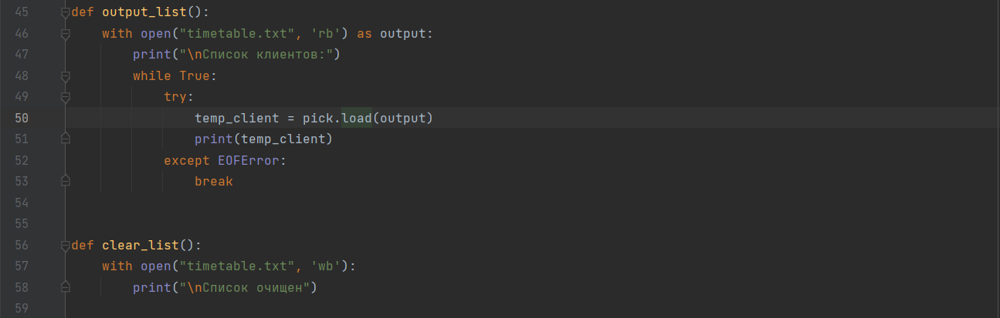 45 def output_list():
46     with open("timetable.txt", 'rb') as output:
47         print("\nСписок клиентов:")
48         while True:
49             try:
50                 temp_client = pick.load(output)
51                 print(temp_client)
52             except EOFError:
53                 break
54
55
56 def clear_list():
57     with open("timetable.txt", 'wb'):
58         print("\nСписок очищен")
59